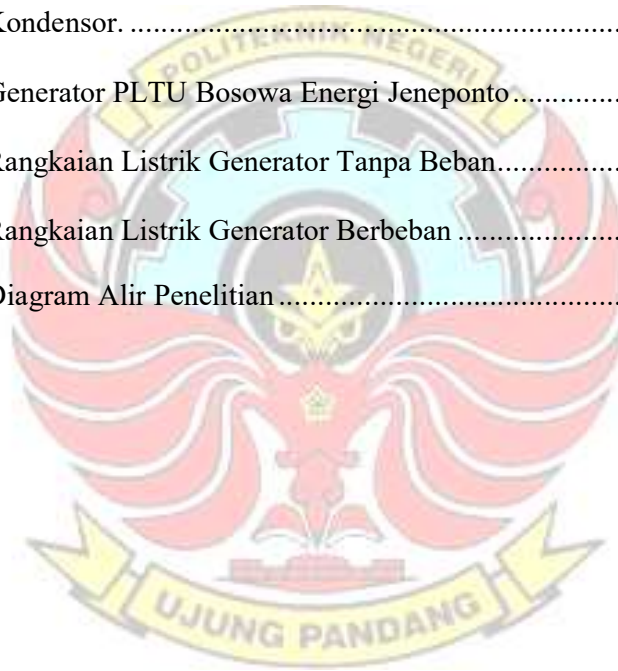 Kondensor. ..............................................................
POLITEKNIK NEGERI
Generator PLTU Bosowa Energi Jeneponto..............
Rangkaian Listrik Generator Tanpa Beban................
Rangkaian Listrik Generator Berbeban .....................
Diagram Alir Penelitian ............................................
UJUNG PANDANG